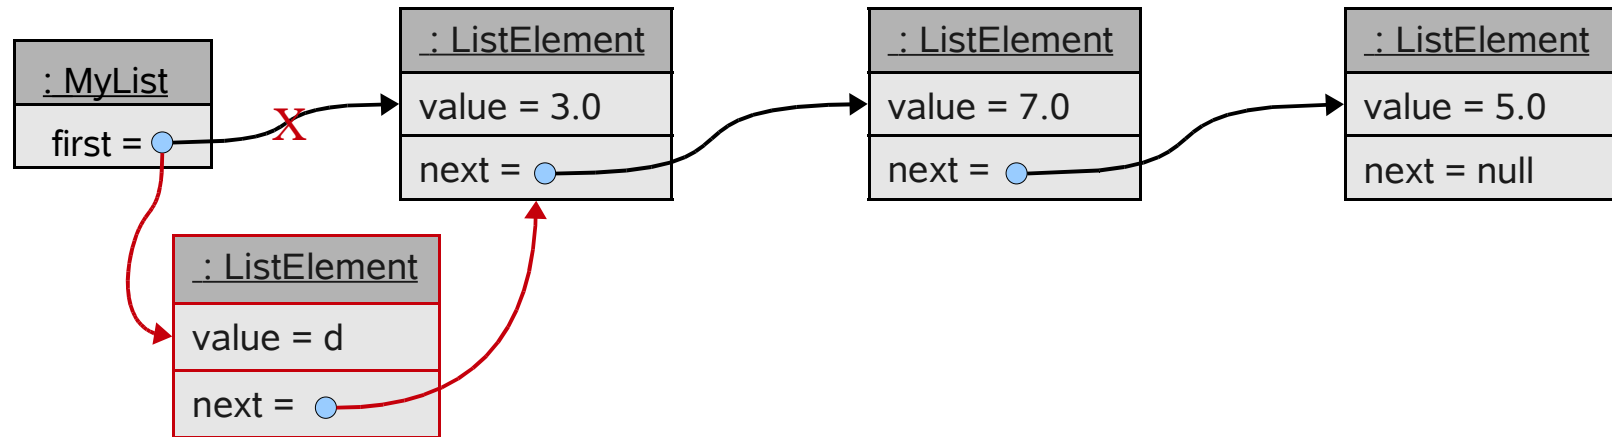 : MyList
first =
X
: ListElement
value = 3.0
next =
: ListElement
value = 7.0
next =
: ListElement
value = 5.0
next = null
: ListElement
value = d
next =